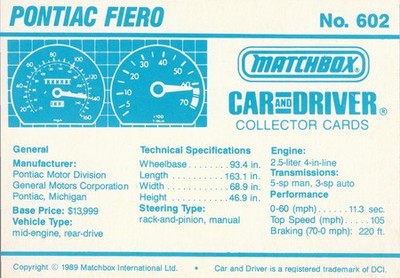 PONTIAC FIERO
No. 602
MATCHBOX
CAR AND DRIVER®
COLLECTOR CARDS
General
Manufacturer:
Pontiac Motor Division
General Motors Corporation
Pontiac, Michigan
Base Price: $13,999
Vehicle Type:
mid-engine, rear-drive
Technical Specifications
Wheelbase ........ 93.4 in.
Length ........... 163.1 in.
Width ............. 68.9 in.
Height ............ 46.9 in.
Steering Type:
rack-and-pinion, manual
Engine:
2.5-liter 4-in-line
Transmissions:
5-sp man, 3-sp auto
Performance
0-60 (mph) ...... 11.3 sec.
Top Speed (mph) ..... 105
Braking (70-0 mph): 220 ft.
Copyright © 1989 Matchbox International Ltd. • Car and Driver is a registered trademark of DCI.